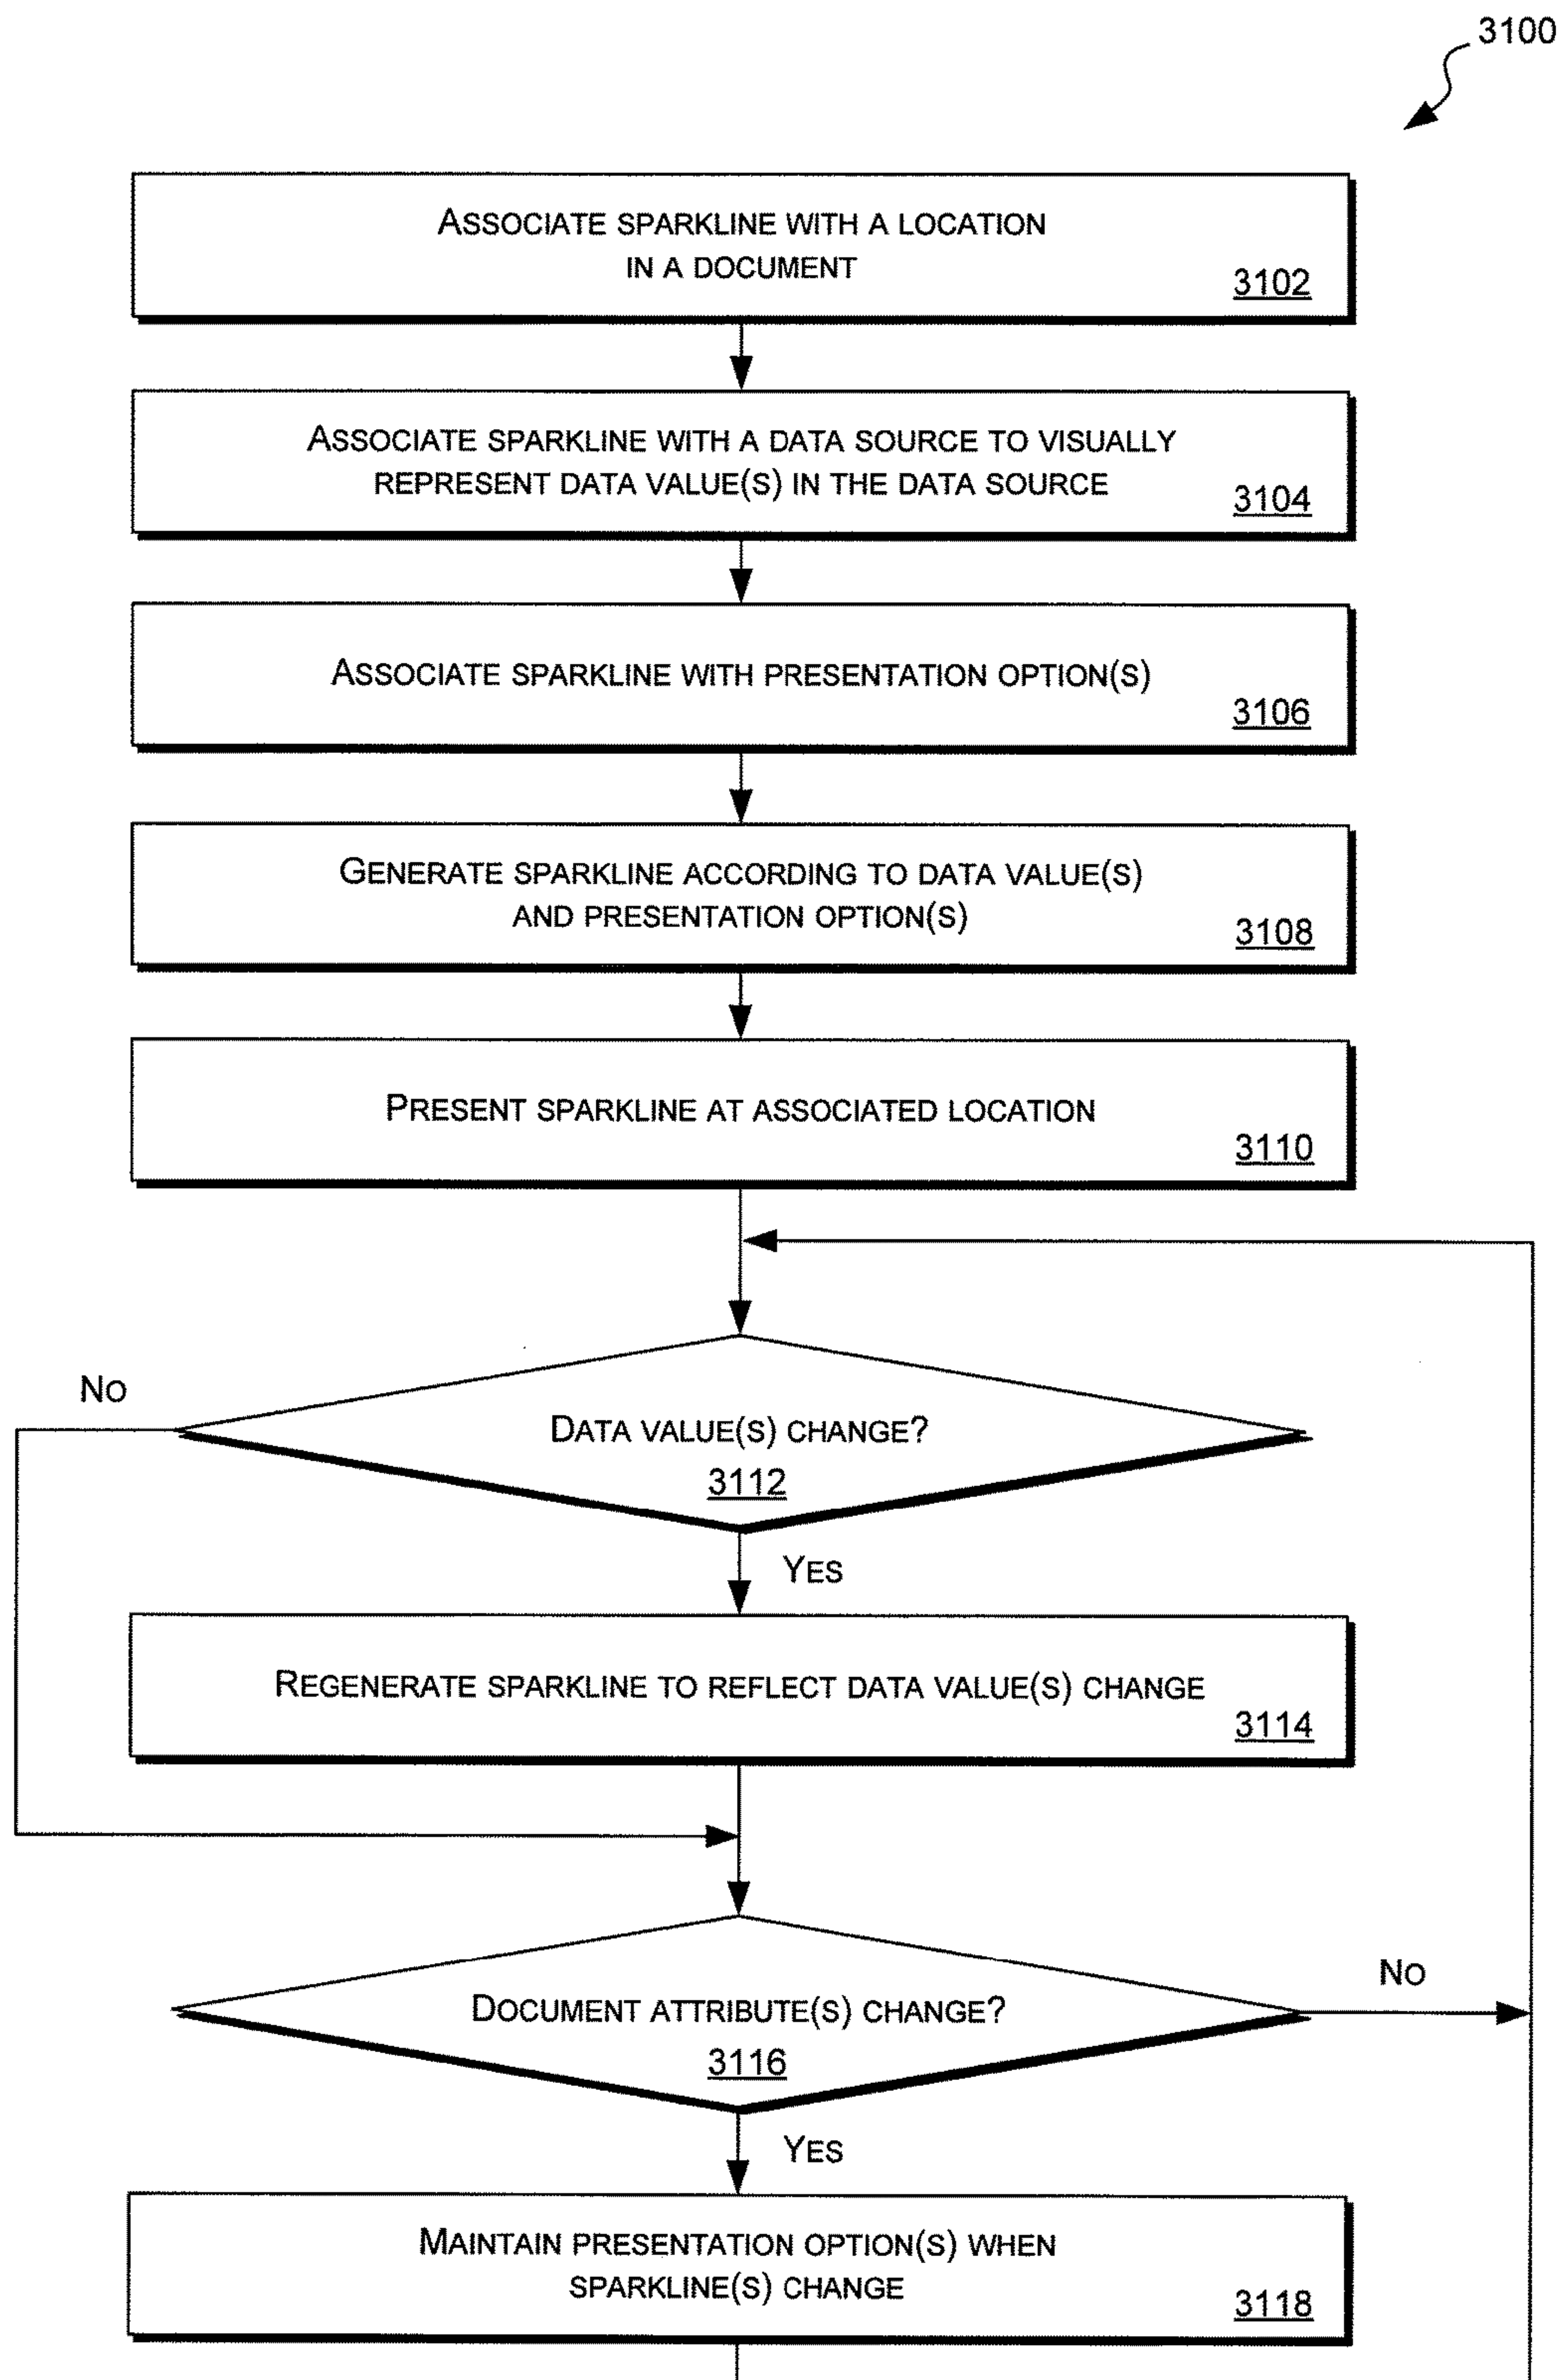 3100
ASSOCIATE SPARKLINE WITH A LOCATION
IN A DOCUMENT
3102
ASSOCIATE SPARKLINE WITH A DATA SOURCE TO VISUALLY
REPRESENT DATA VALUE(S) IN THE DATA SOURCE
3104
ASSOCIATE SPARKLINE WITH PRESENTATION OPTION(S)
3106
GENERATE SPARKLINE ACCORDING TO DATA VALUE(S)
AND PRESENTATION OPTION(S)
3108
PRESENT SPARKLINE AT ASSOCIATED LOCATION
3110
NO
DATA VALUE(S) CHANGE?
3112
YES
REGENERATE SPARKLINE TO REFLECT DATA VALUE(S) CHANGE
3114
NO
DOCUMENT ATTRIBUTE(S) CHANGE?
3116
YES
MAINTAIN PRESENTATION OPTION(S) WHEN
SPARKLINE(S) CHANGE
3118